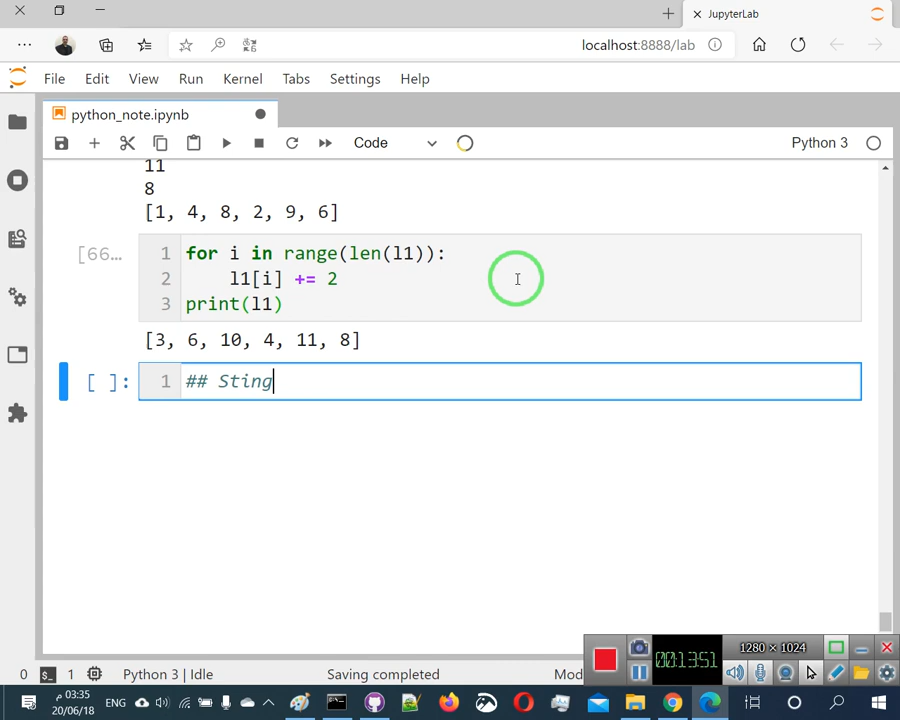 JupyterLab
localhost:8888/lab
File Edit View Run Kernel Tabs Settings Help
python_note.ipynb
Code
Python 3
11
8
[1, 4, 8, 2, 9, 6]
[66…
1 for i in range(len(l1)):
2 l1[i] += 2
3 print(l1)
[3, 6, 10, 4, 11, 8]
[ ]:
1 ## Sting
0 1 Python 3 | Idle Saving completed Mod
00:13:51
1280 × 1024
ENG
03:35
20/06/18